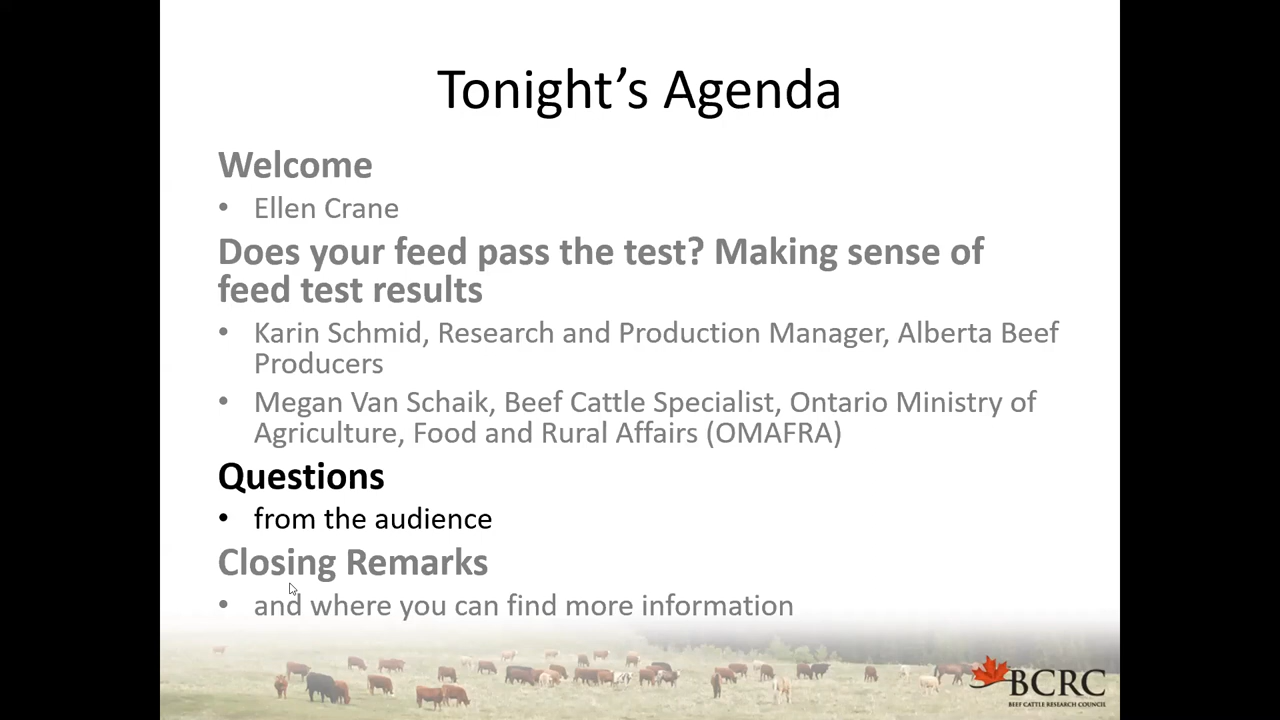 Tonight’s Agenda
Welcome
• Ellen Crane
Does your feed pass the test? Making sense of
feed test results
• Karin Schmid, Research and Production Manager, Alberta Beef
Producers
• Megan Van Schaik, Beef Cattle Specialist, Ontario Ministry of
Agriculture, Food and Rural Affairs (OMAFRA)
Questions
• from the audience
Closing Remarks
• and where you can find more information
BCRC
BEEF CATTLE RESEARCH COUNCIL